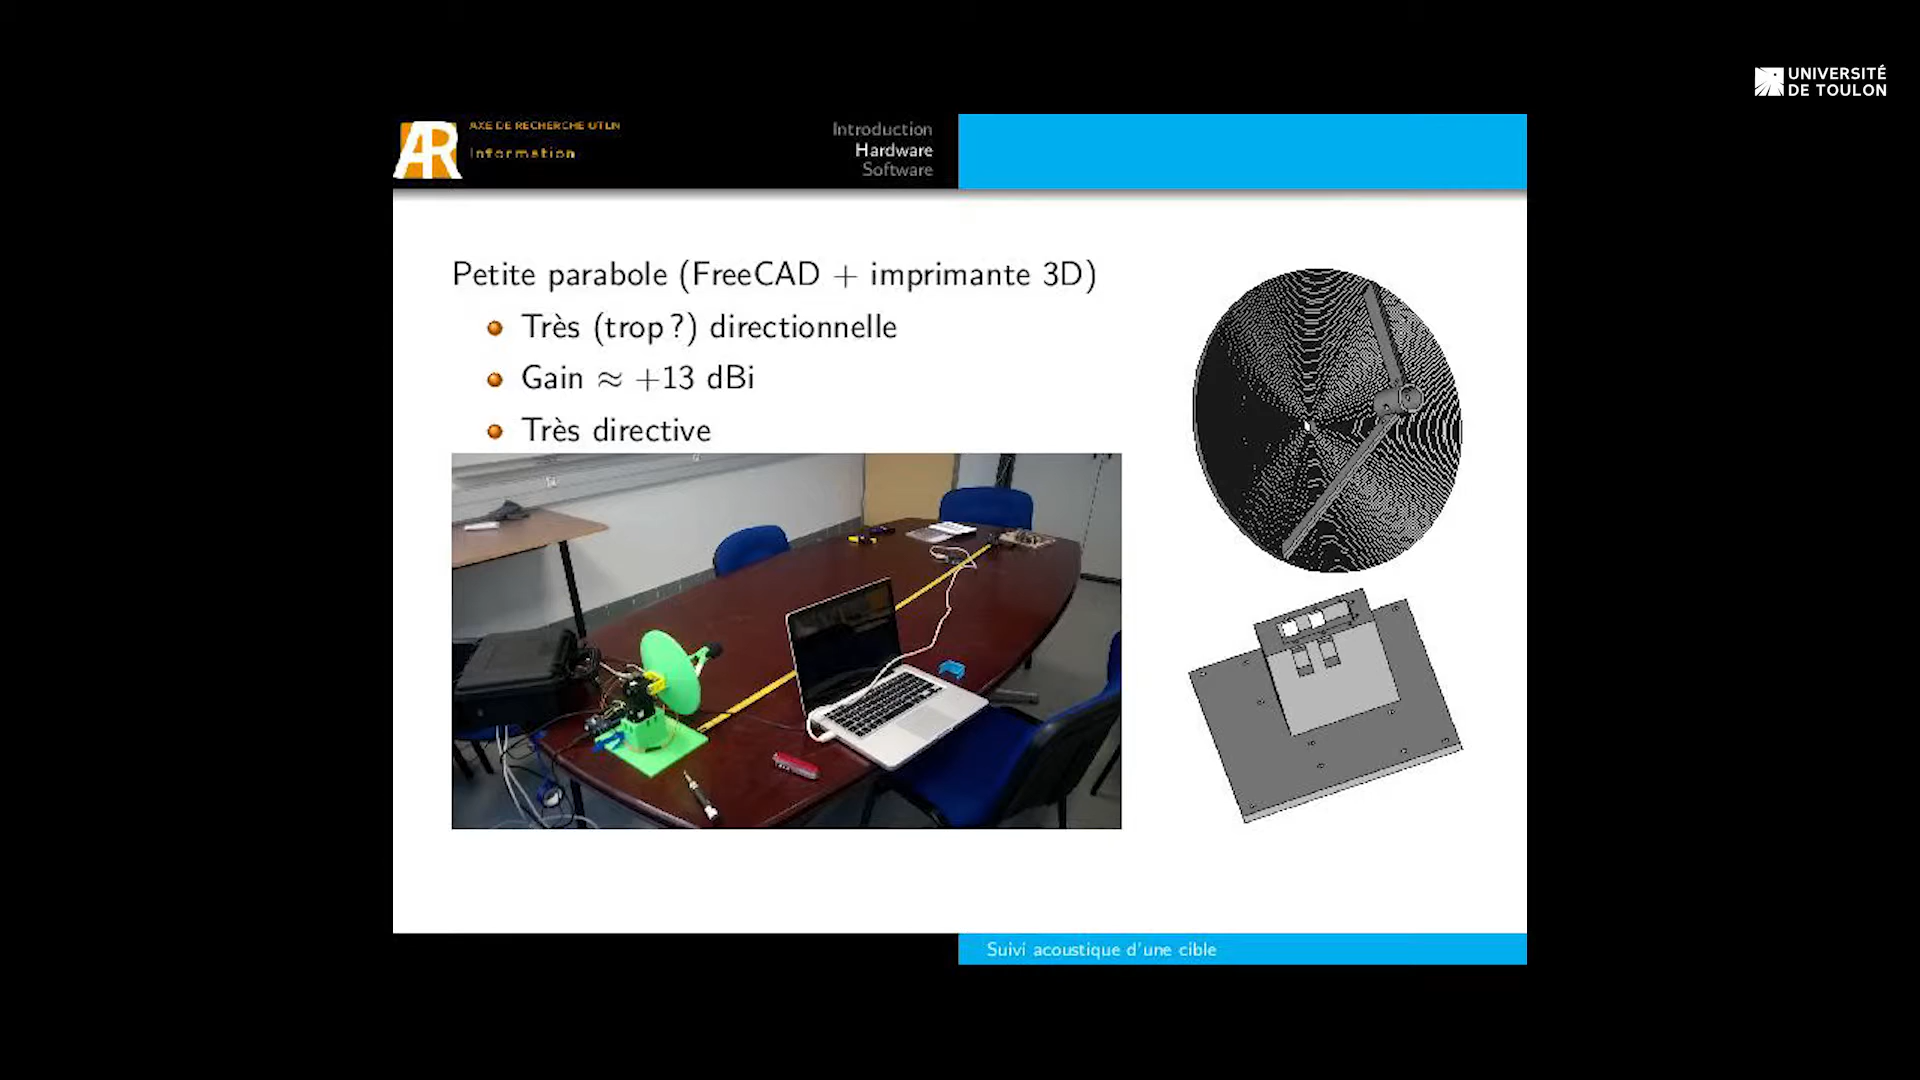 UNIVERSITÉ
DE TOULON
AXE DE RECHERCHE UTLN
Information
AR
Introduction
Hardware
Software
Petite parabole (FreeCAD + imprimante 3D)
Très (trop ?) directionnelle
Gain ≈ +13 dBi
Très directive
Suivi acoustique d'une cible